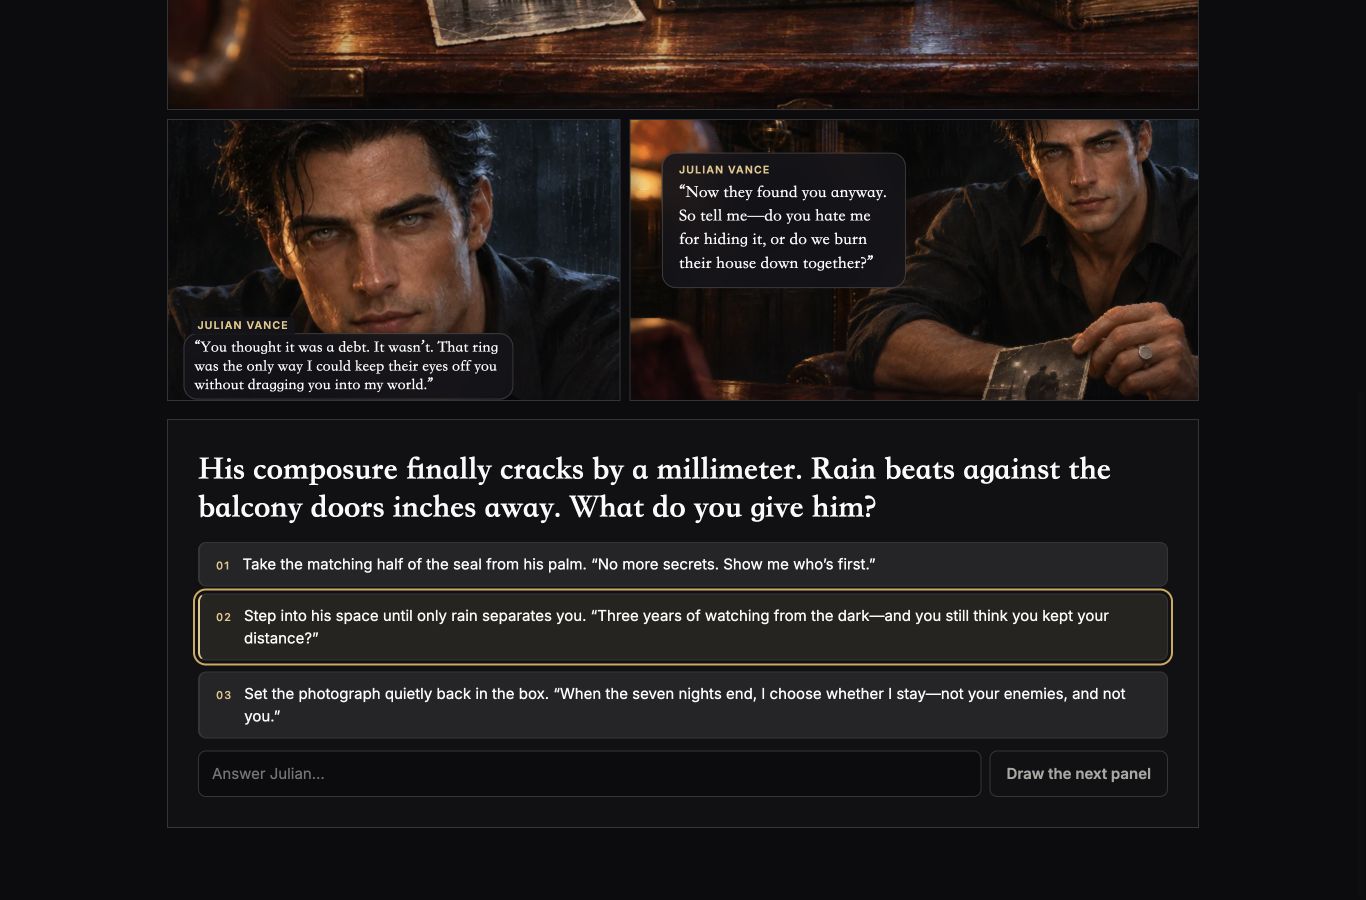 JULIAN VANCE
“You thought it was a debt. It wasn’t. That ring
was the only way I could keep their eyes off you
without dragging you into my world.”
JULIAN VANCE
“Now they found you anyway.
So tell me—do you hate me
for hiding it, or do we burn
their house down together?”
His composure finally cracks by a millimeter. Rain beats against the
balcony doors inches away. What do you give him?
01 Take the matching half of the seal from his palm. “No more secrets. Show me who’s first.”
02 Step into his space until only rain separates you. “Three years of watching from the dark—and you still think you kept your
distance?”
03 Set the photograph quietly back in the box. “When the seven nights end, I choose whether I stay—not your enemies, and not
you.”
Answer Julian...
Draw the next panel